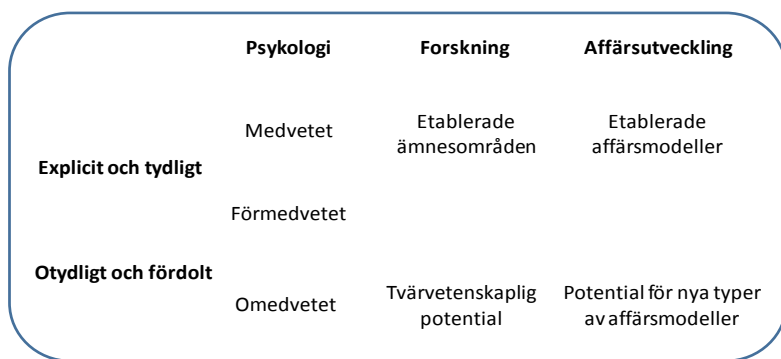 Psykologi Forskning Affärsutveckling
Medvetet Etablerade ämnesområden Etablerade affärsmodeller
Explicit och tydligt
Förmedvetet
Otydligt och fördolt
Omedvetet Tvärvetenskaplig potential Potential för nya typer av affärsmodeller